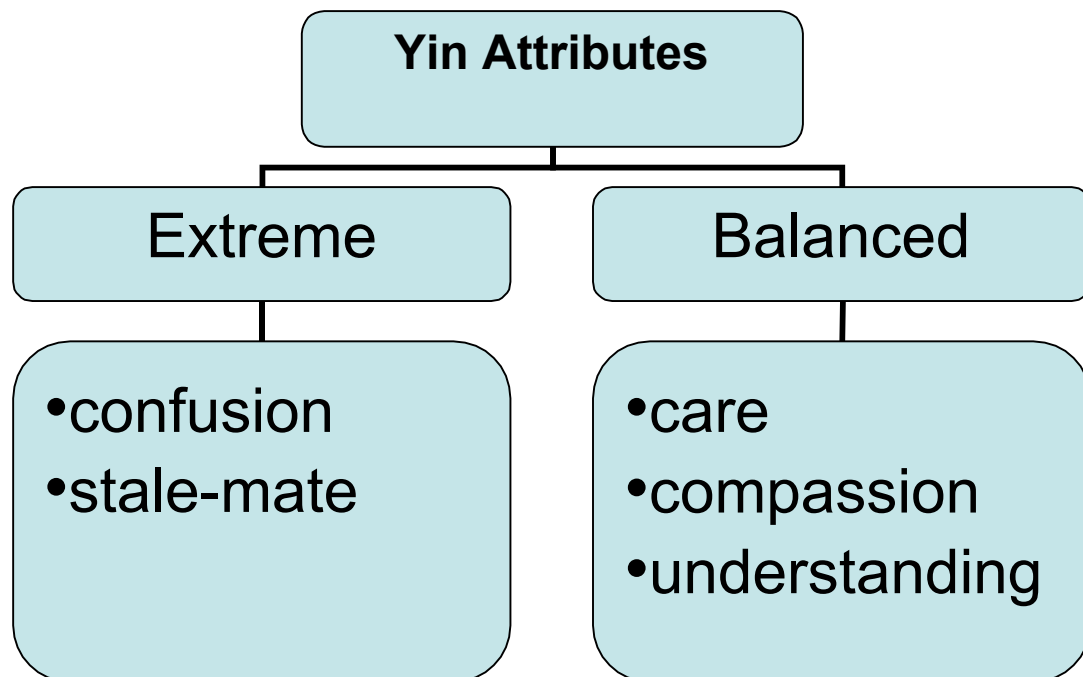 Yin Attributes
Extreme
Balanced
•confusion
•stale-mate
•care
•compassion
•understanding